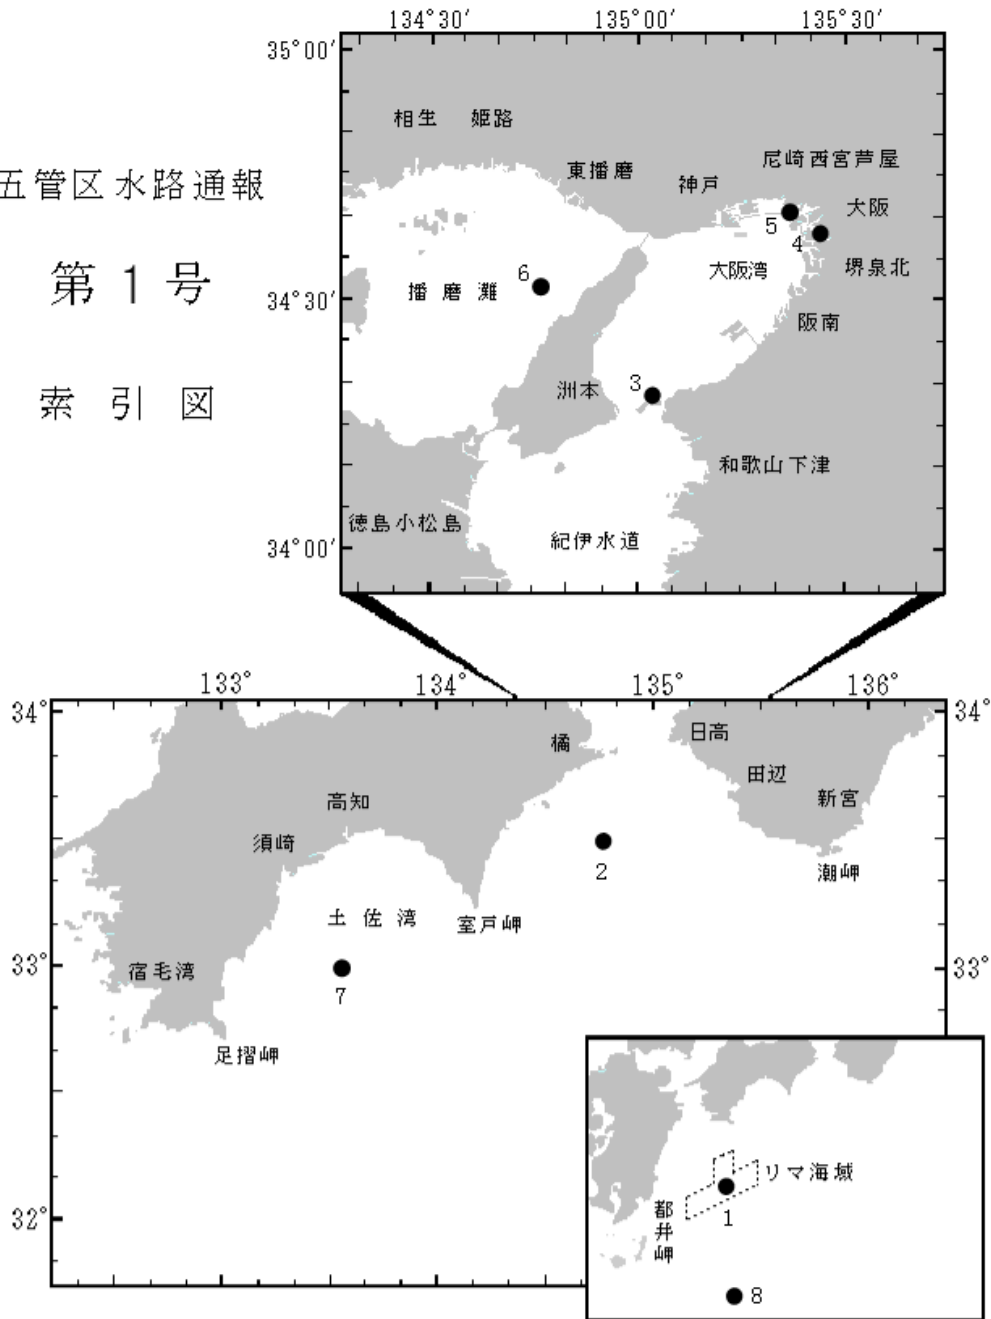 134°30′ 135°00′ 135°30′
35°00′
相生 姫路
尼崎西宮芦屋
東播磨
神戸
五管区水路通報
大阪
5
4
堺泉北
大阪湾
6
第 1 号
播磨灘
34°30′
阪南
3
洲本
索引図
和歌山下津
徳島小松島
紀伊水道
34°00′
133° 134° 135° 136°
34° 34°
橘
日高
田辺
新宮
高知
須崎
2
潮岬
土佐湾
室戸岬
33° 33°
宿毛湾
7
足摺岬
リマ海域
都井岬
1
32°
8